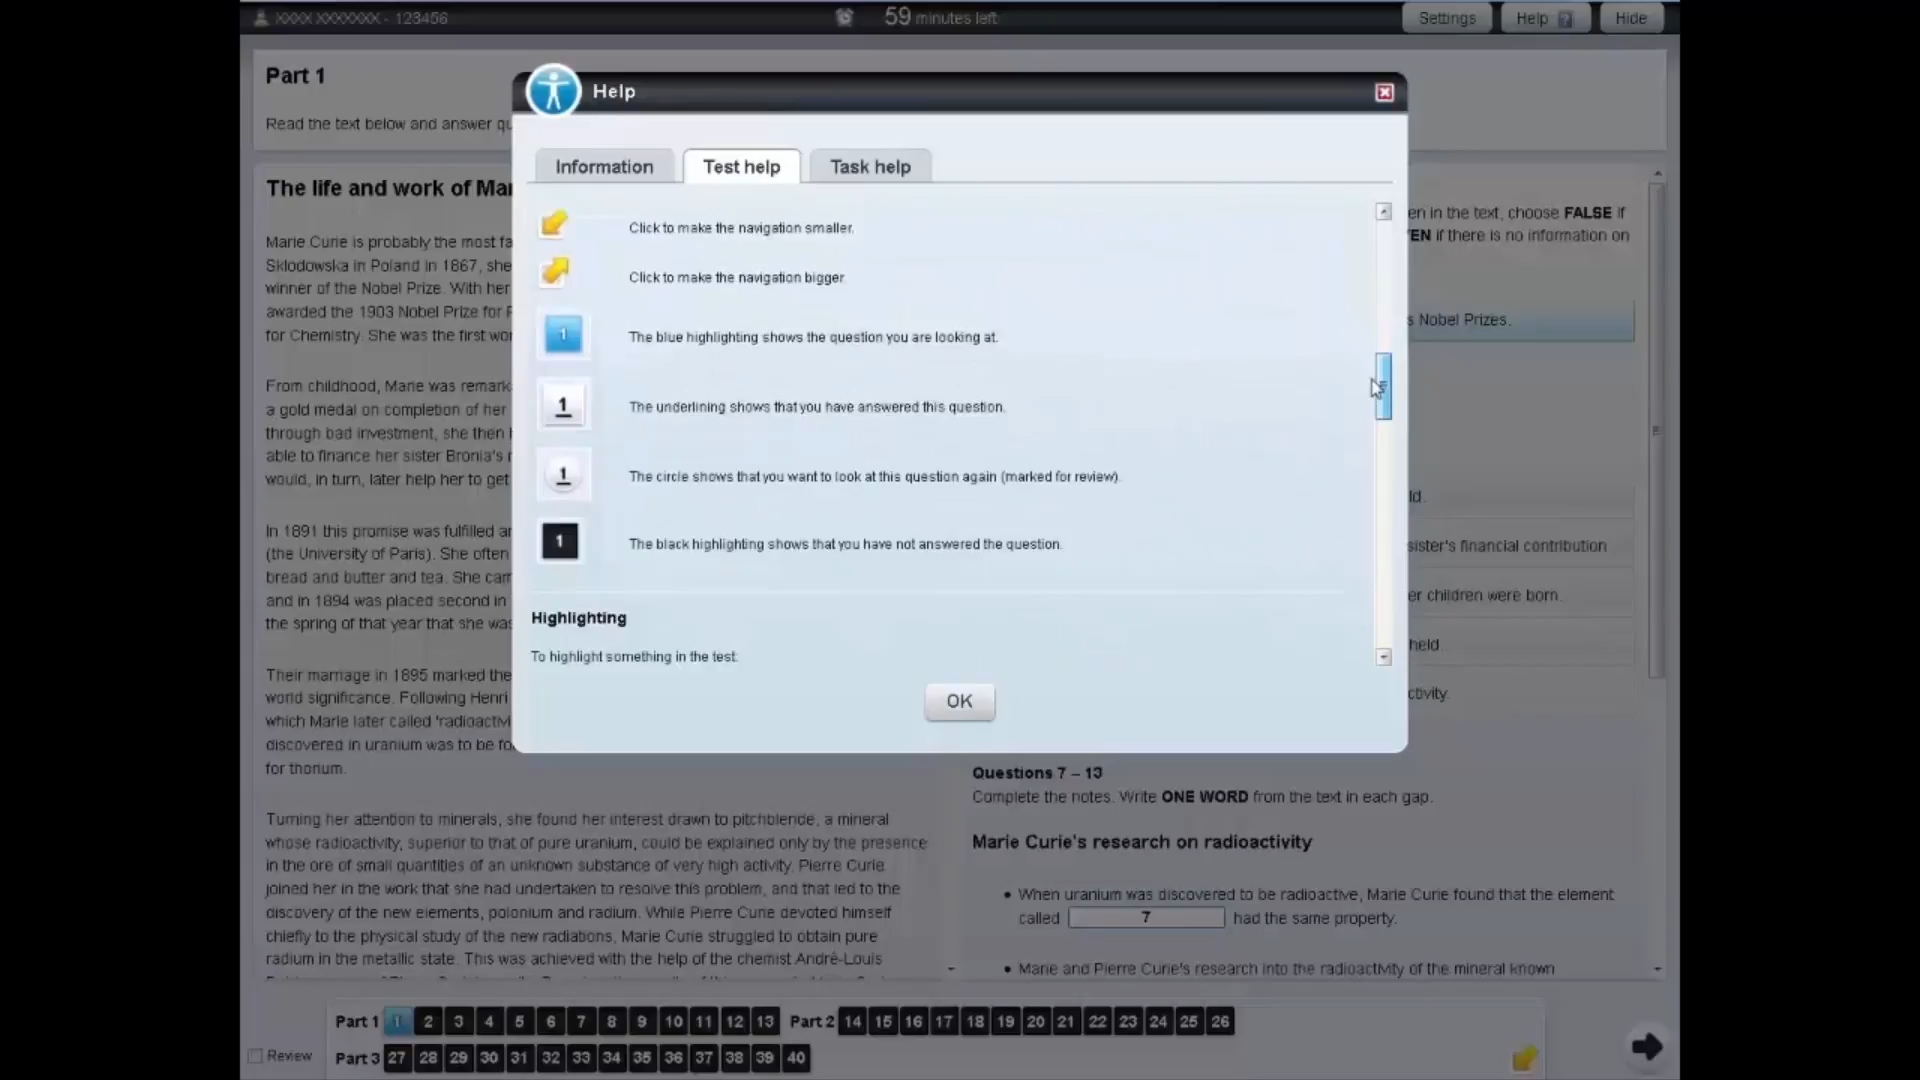 XXXX XXXXXXX - 123456
59 minutes left
Settings
Help ?
Hide
Part 1
Read the text below and answer qu
Help
Information
Test help
Task help
Click to make the navigation smaller.
Click to make the navigation bigger
1 The blue highlighting shows the question you are looking at.
1 The underlining shows that you have answered this question.
1 The circle shows that you want to look at this question again (marked for review).
1 The black highlighting shows that you have not answered the question.
Highlighting
To highlight something in the test:
OK
The life and work of Mar
Marie Curie is probably the most fa
Sklodowska in Poland in 1867, she
winner of the Nobel Prize. With her
awarded the 1903 Nobel Prize for P
for Chemistry. She was the first wo
From childhood, Marie was remark
a gold medal on completion of her
through bad investment, she then
able to finance her sister Bronia's
would, in turn, later help her to get
In 1891 this promise was fulfilled an
(the University of Paris). She often
bread and butter and tea. She cam
and in 1894 was placed second in
the spring of that year that she was
Their marriage in 1895 marked the
world significance. Following Henri
which Marie later called 'radioactivi
discovered in uranium was to be fo
for thorium.
Turning her attention to minerals, she found her interest drawn to pitchblende, a mineral
whose radioactivity, superior to that of pure uranium, could be explained only by the presence
in the ore of small quantities of an unknown substance of very high activity. Pierre Curie
joined her in the work that she had undertaken to resolve this problem, and that led to the
discovery of the new elements, polonium and radium. While Pierre Curie devoted himself
chiefly to the physical study of the new radiations, Marie Curie struggled to obtain pure
radium in the metallic state. This was achieved with the help of the chemist André-Louis
en in the text, choose FALSE if
EN if there is no information on
s Nobel Prizes.
ld.
sister's financial contribution
er children were born.
held.
ctivity.
Questions 7 – 13
Complete the notes. Write ONE WORD from the text in each gap.
Marie Curie's research on radioactivity
• When uranium was discovered to be radioactive, Marie Curie found that the element
called 7 had the same property.
• Marie and Pierre Curie's research into the radioactivity of the mineral known
Part 1 1 2 3 4 5 6 7 8 9 10 11 12 13 Part 2 14 15 16 17 18 19 20 21 22 23 24 25 26
Review
Part 3 27 28 29 30 31 32 33 34 35 36 37 38 39 40